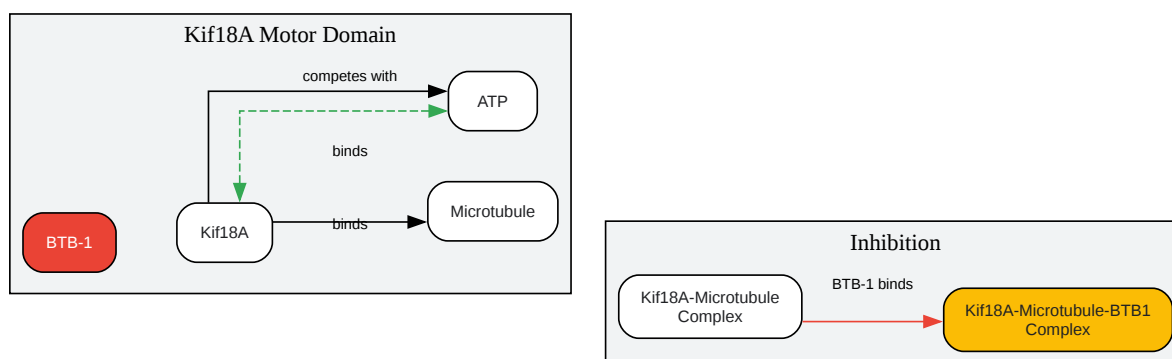 Kif18A Motor Domain
competes with
ATP
binds
Microtubule
BTB-1
Kif18A
binds
Inhibition
Kif18A-Microtubule
Complex
BTB-1 binds
Kif18A-Microtubule-BTB1
Complex